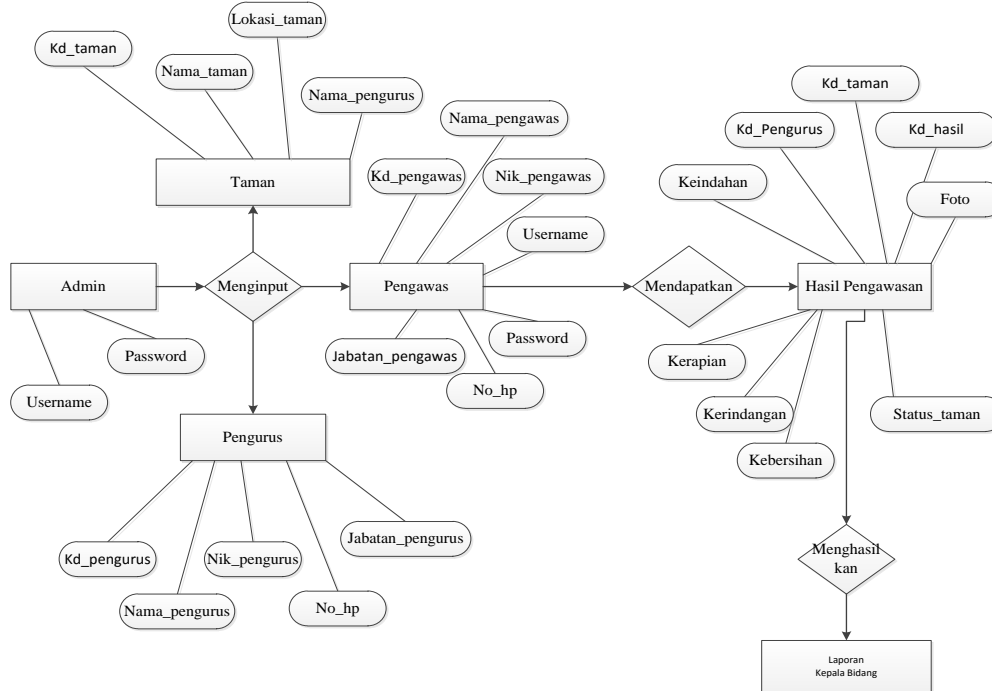 Lokasi_taman
Kd_taman
Nama_taman
Nama_pengurus
Taman
Admin
Menginput
Password
Username
Pengurus
Kd_pengurus
Nama_pengurus
Nik_pengurus
No_hp
Jabatan_pengurus
Nama_pengawas
Kd_pengawas
Nik_pengawas
Username
Pengawas
Password
Jabatan_pengawas
No_hp
Mendapatkan
Kd_taman
Kd_Pengurus
Kd_hasil
Keindahan
Foto
Hasil Pengawasan
Kerapian
Kerindangan
Kebersihan
Status_taman
Menghasil
kan
Laporan
Kepala Bidang